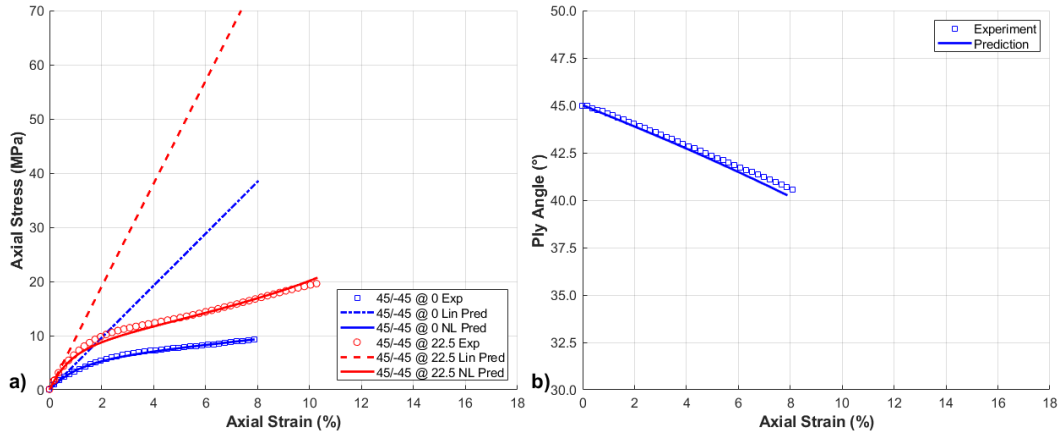 70
60
50
40
30
20
10
0
0
2
4
6
8
10
12
14
16
18
Axial Stress (MPa)
Axial Strain (%)
a)
45/-45 @ 0 Exp
45/-45 @ 0 Lin Pred
45/-45 @ 0 NL Pred
45/-45 @ 22.5 Exp
45/-45 @ 22.5 Lin Pred
45/-45 @ 22.5 NL Pred
50.0
47.5
45.0
42.5
40.0
37.5
35.0
32.5
30.0
0
2
4
6
8
10
12
14
16
18
Ply Angle (°)
Axial Strain (%)
b)
Experiment
Prediction